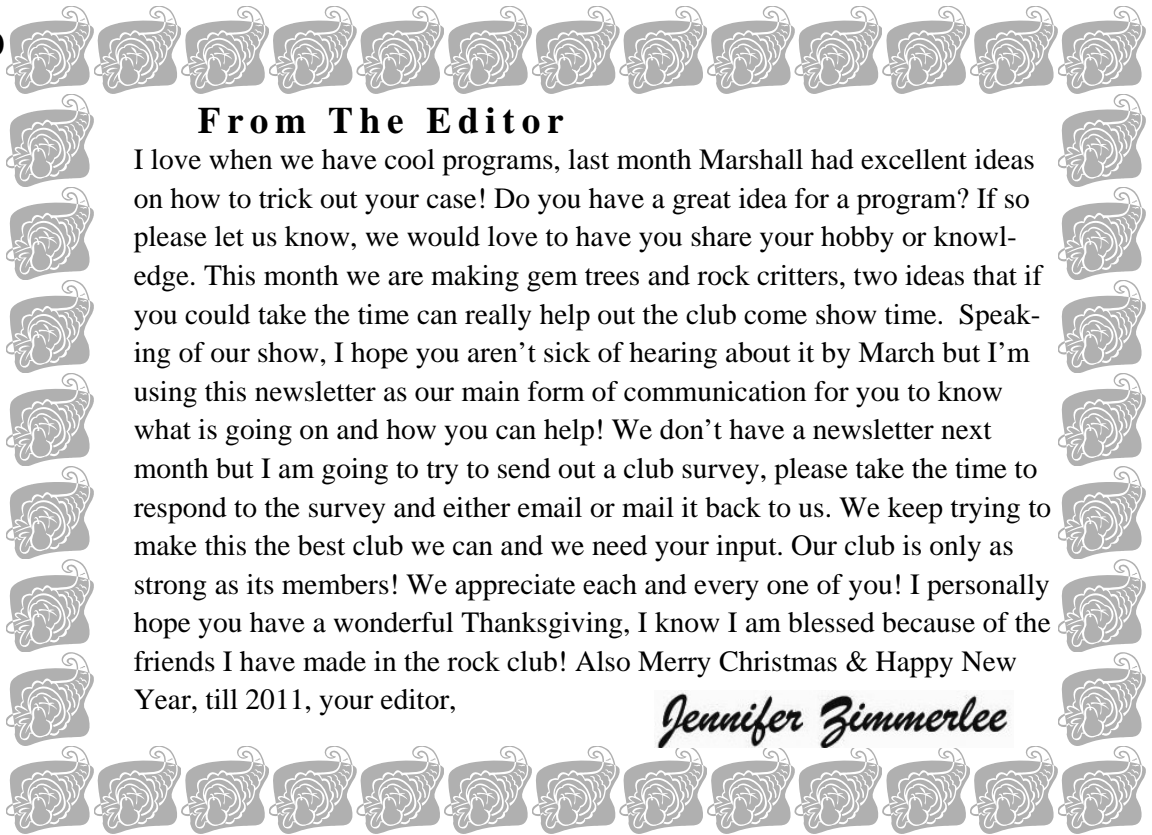 From The Editor
I love when we have cool programs, last month Marshall had excellent ideas
on how to trick out your case! Do you have a great idea for a program? If so
please let us know, we would love to have you share your hobby or knowl-
edge. This month we are making gem trees and rock critters, two ideas that if
you could take the time can really help out the club come show time.  Speak-
ing of our show, I hope you aren’t sick of hearing about it by March but I’m
using this newsletter as our main form of communication for you to know
what is going on and how you can help! We don’t have a newsletter next
month but I am going to try to send out a club survey, please take the time to
respond to the survey and either email or mail it back to us. We keep trying to
make this the best club we can and we need your input. Our club is only as
strong as its members! We appreciate each and every one of you! I personally
hope you have a wonderful Thanksgiving, I know I am blessed because of the
friends I have made in the rock club! Also Merry Christmas & Happy New
Year, till 2011, your editor,
Jennifer Zimmerlee